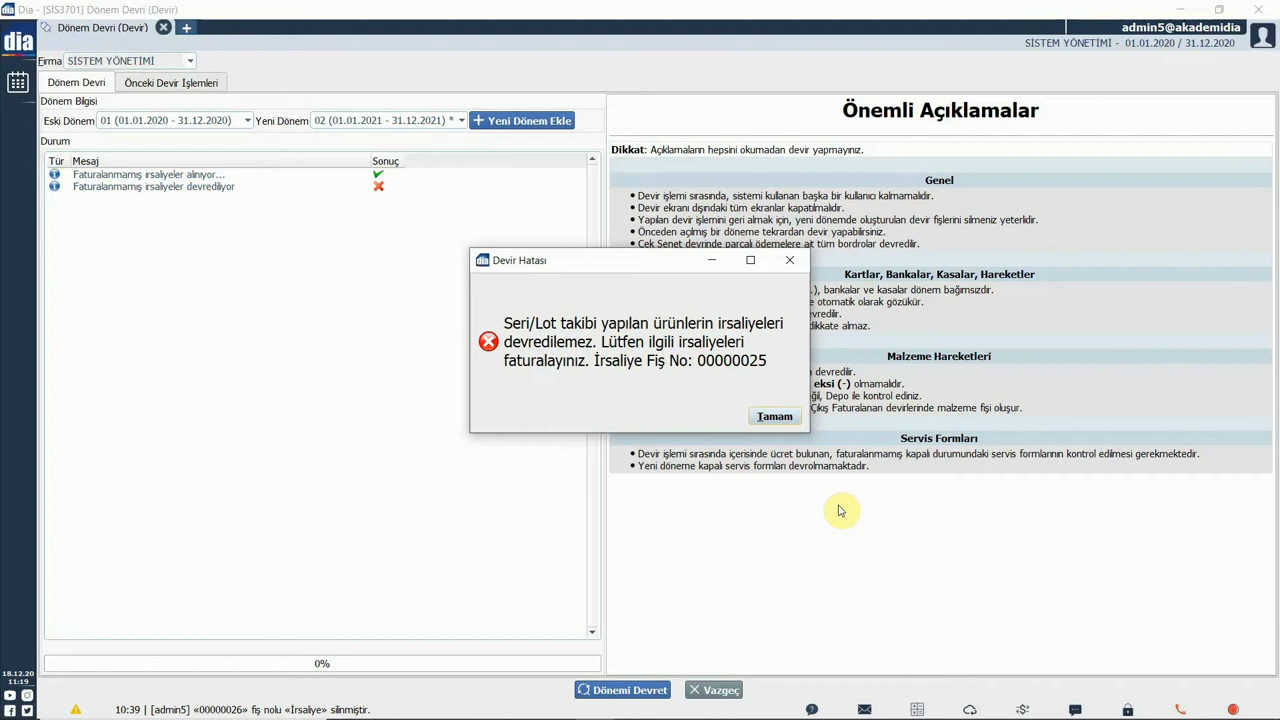 Dia - [SİS3701] Dönem Devri (Devir)
dia
Dönem Devri (Devir)
admin5@akademidia
SİSTEM YÖNETİMİ - 01.01.2020 / 31.12.2020
Firma SİSTEM YÖNETİMİ
Dönem Devri
Önceki Devir İşlemleri
Dönem Bilgisi
Eski Dönem 01 (01.01.2020 - 31.12.2020) Yeni Dönem 02 (01.01.2021 - 31.12.2021) * Yeni Dönem Ekle
Durum
Tür Mesaj Sonuç
Faturalanmamış irsaliyeler alınıyor...
Faturalanmamış irsaliyeler devrediliyor
0%
Önemli Açıklamalar
Dikkat: Açıklamaların hepsini okumadan devir yapmayınız.
Genel
• Devir işlemi sırasında, sistemi kullanan başka bir kullanıcı kalmamalıdır.
• Devir ekranı dışındaki tüm ekranlar kapatılmalıdır.
• Yapılan devir işlemini geri almak için, yeni dönemde oluşturulan devir fişlerini silmeniz yeterlidir.
• Önceden açılmış bir döneme tekrardan devir yapabilirsiniz.
• Çek Senet devrinde parçalı ödemelere ait tüm bordrolar devredilir.
Kartlar, Bankalar, Kasalar, Hareketler
.), bankalar ve kasalar dönem bağımsızdır.
e otomatik olarak gözükür.
evredilir.
dikkate almaz.
Malzeme Hareketleri
devredilir.
eksi (-) olmamalıdır.
eğil, Depo ile kontrol ediniz.
Çıkış Faturalanan devirlerinde malzeme fişi oluşur.
Servis Formları
• Devir işlemi sırasında içerisinde ücret bulunan, faturalanmamış kapalı durumundaki servis formlarının kontrol edilmesi gerekmektedir.
• Yeni döneme kapalı servis formları devrolmamaktadır.
Devir Hatası
Seri/Lot takibi yapılan ürünlerin irsaliyeleri
devredilemez. Lütfen ilgili irsaliyeleri
faturalayınız. İrsaliye Fiş No: 00000025
Tamam
Dönemi Devret
Vazgeç
18.12.20
11:19
10:39 | [admin5] «00000026» fiş nolu «İrsaliye» silinmiştir.